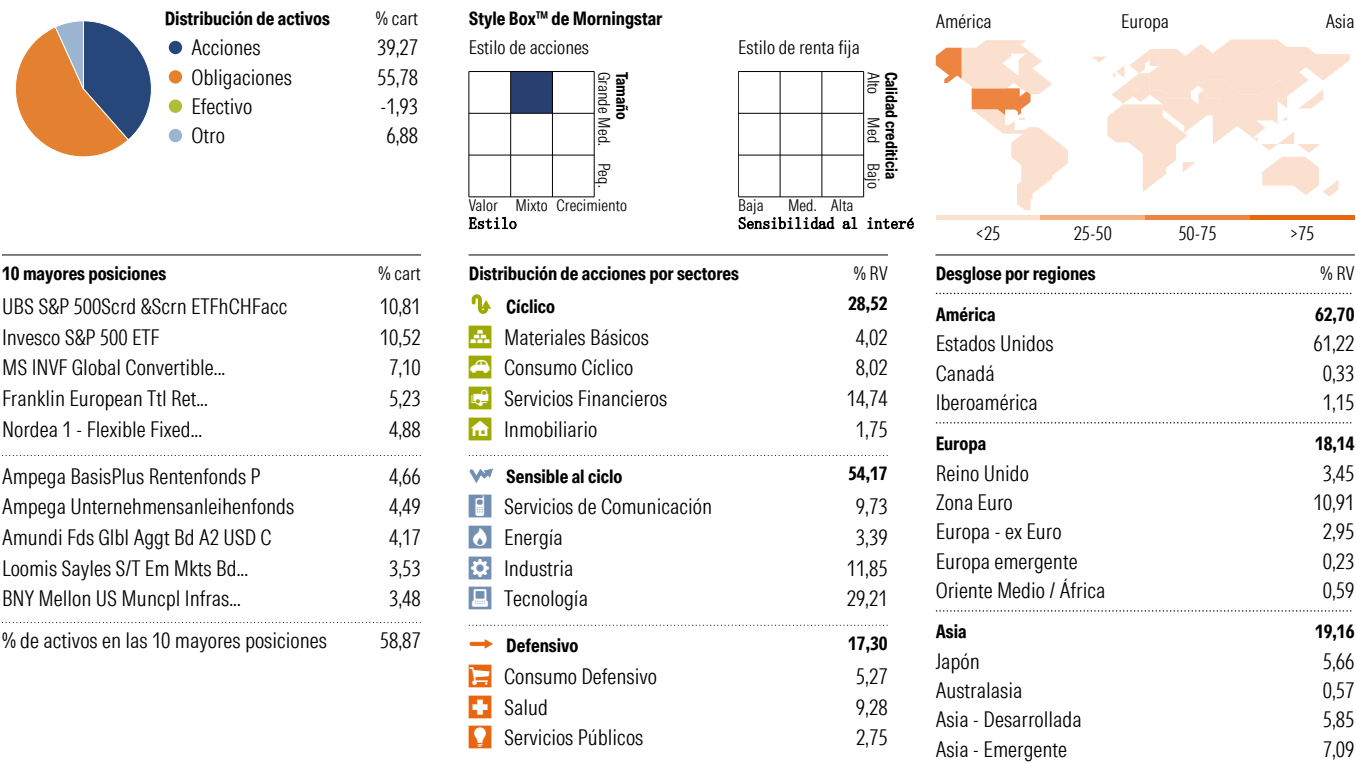 Distribución de activos % cart
Acciones 39,27
Obligaciones 55,78
Efectivo -1,93
Otro 6,88
Style Box™ de Morningstar
Estilo de acciones
Tamaño
Grande Med. Peq.
Valor Mixto Crecimiento
Estilo
Estilo de renta fija
Calidad crediticia
Alto Med Bajo
Baja Med. Alta
Sensibilidad al interé
América Europa Asia
<25 25-50 50-75 >75
10 mayores posiciones % cart
UBS S&P 500Scrd &Scrn ETFhCHFacc 10,81
Invesco S&P 500 ETF 10,52
MS INVF Global Convertible... 7,10
Franklin European Ttl Ret... 5,23
Nordea 1 - Flexible Fixed... 4,88
Ampega BasisPlus Rentenfonds P 4,66
Ampega Unternehmensanleihenfonds 4,49
Amundi Fds Glbl Aggt Bd A2 USD C 4,17
Loomis Sayles S/T Em Mkts Bd... 3,53
BNY Mellon US Muncpl Infras... 3,48
% de activos en las 10 mayores posiciones 58,87
Distribución de acciones por sectores % RV
Cíclico 28,52
Materiales Básicos 4,02
Consumo Cíclico 8,02
Servicios Financieros 14,74
Inmobiliario 1,75
Sensible al ciclo 54,17
Servicios de Comunicación 9,73
Energía 3,39
Industria 11,85
Tecnología 29,21
Defensivo 17,30
Consumo Defensivo 5,27
Salud 9,28
Servicios Públicos 2,75
Desglose por regiones % RV
América 62,70
Estados Unidos 61,22
Canadá 0,33
Iberoamérica 1,15
Europa 18,14
Reino Unido 3,45
Zona Euro 10,91
Europa - ex Euro 2,95
Europa emergente 0,23
Oriente Medio / África 0,59
Asia 19,16
Japón 5,66
Australasia 0,57
Asia - Desarrollada 5,85
Asia - Emergente 7,09